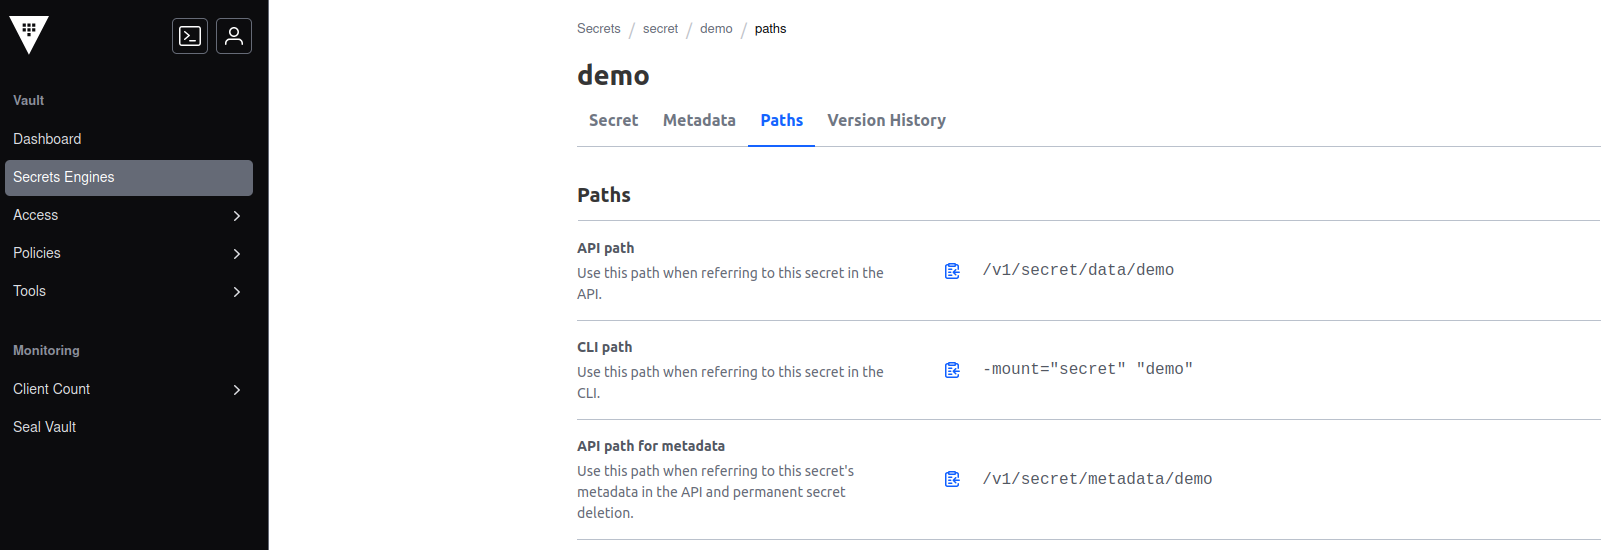 Vault
Dashboard
Secrets Engines
Access
Policies
Tools
Monitoring
Client Count
Seal Vault
Secrets / secret / demo / paths
demo
Secret Metadata Paths Version History
Paths
API path
Use this path when referring to this secret in the
API.
/v1/secret/data/demo
CLI path
Use this path when referring to this secret in the
CLI.
-mount="secret" "demo"
API path for metadata
Use this path when referring to this secret's
metadata in the API and permanent secret
deletion.
/v1/secret/metadata/demo